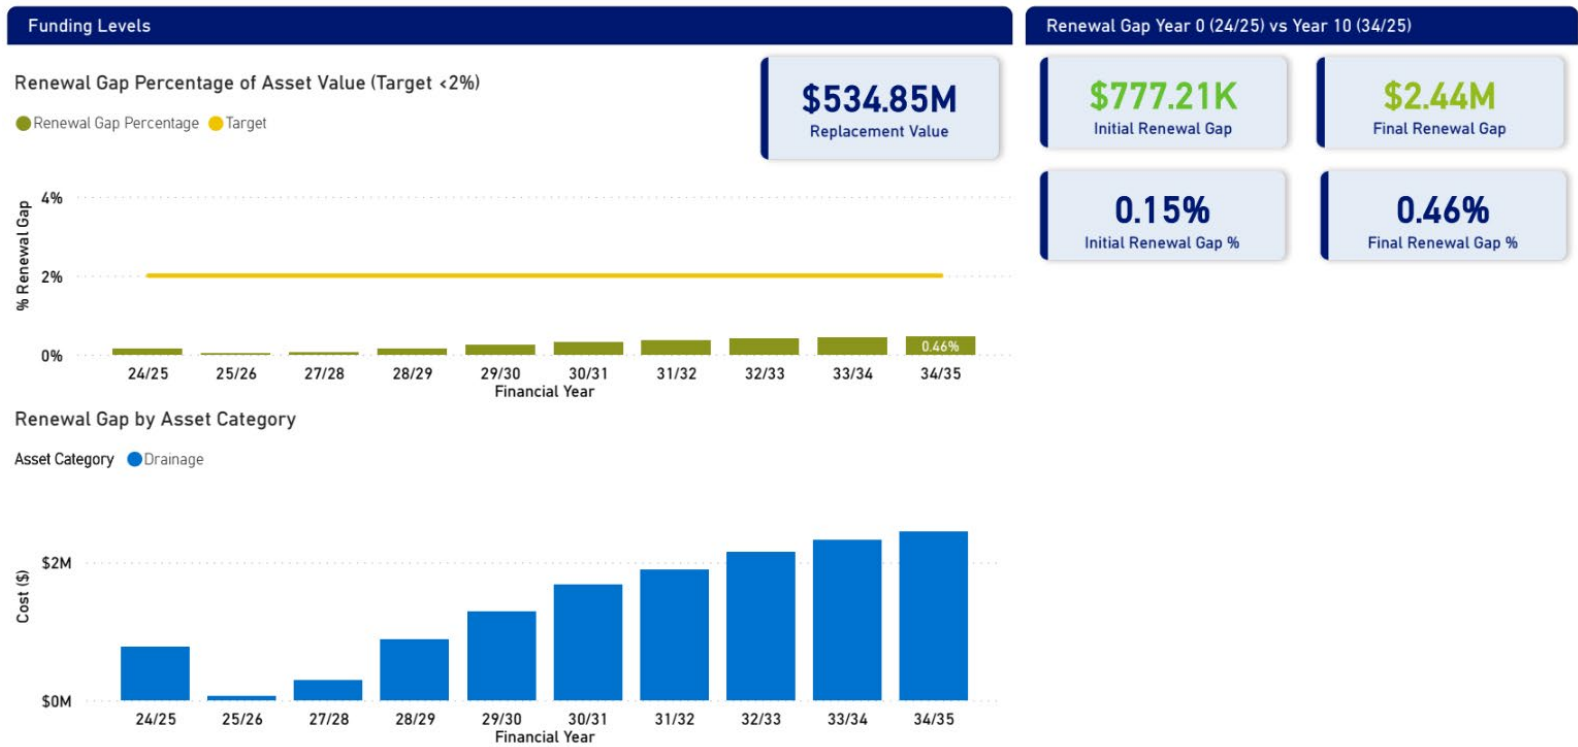 Funding Levels
Renewal Gap Percentage of Asset Value (Target <2%)
Renewal Gap Percentage Target
$534.85M
Replacement Value
% Renewal Gap
4%
2%
0%
0.46%
24/25 25/26 27/28 28/29 29/30 30/31 31/32 32/33 33/34 34/35
Financial Year
Renewal Gap by Asset Category
Asset Category Drainage
Cost ($)
$2M
$0M
24/25 25/26 27/28 28/29 29/30 30/31 31/32 32/33 33/34 34/35
Financial Year
Renewal Gap Year 0 (24/25) vs Year 10 (34/25)
$777.21K
Initial Renewal Gap
$2.44M
Final Renewal Gap
0.15%
Initial Renewal Gap %
0.46%
Final Renewal Gap %